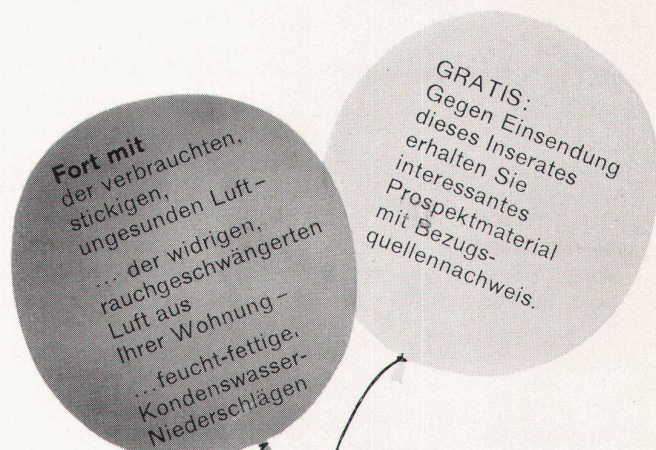 Fort mit
der verbrauchten,
stickigen,
ungesunden Luft–
... der widrigen,
rauchgeschwängerten
Luft aus
Ihrer Wohnung–
...feucht-fettige,
Kondenswasser-
Niederschlägen
GRATIS:
Gegen Einsendung
dieses Inserates
erhalten Sie
interessantes
Prospektmaterial
mit Bezugs-
quellennachweis.